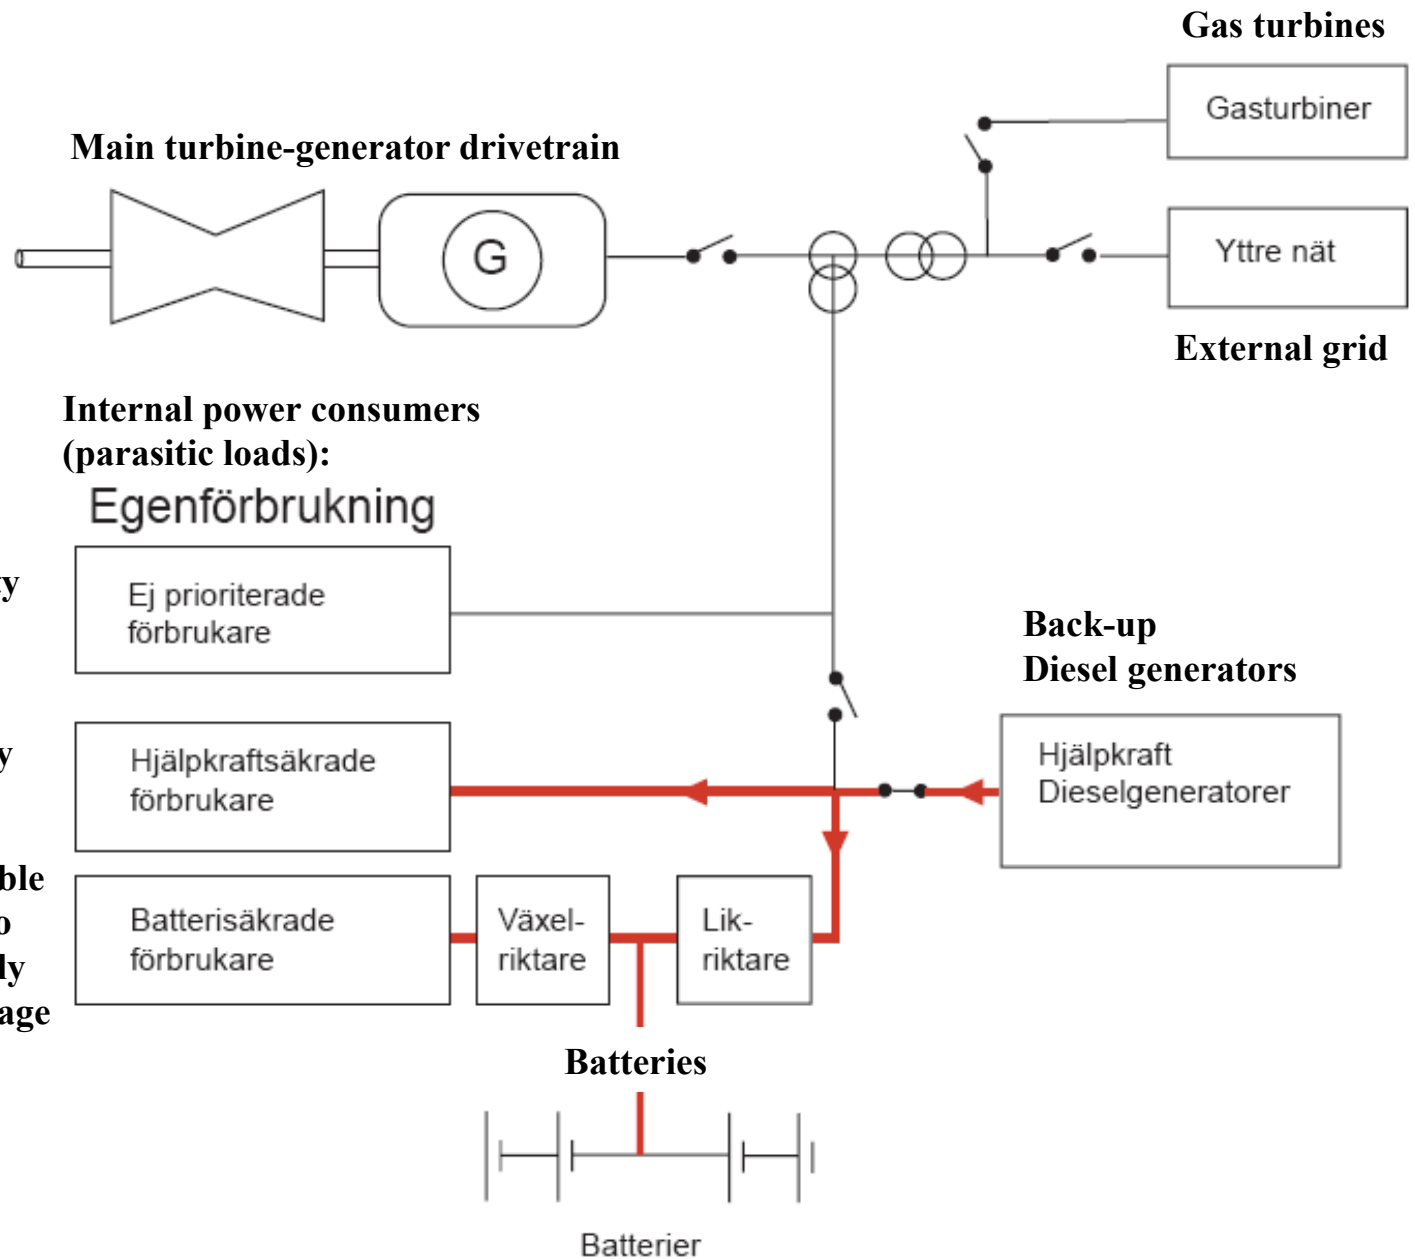 Gas turbines
Gasturbiner
Main turbine-generator drivetrain
G
Yttre nät
External grid
Internal power consumers
(parasitic loads):
Egenförbrukning
Ej prioriterade
förbrukare
Back-up
Diesel generators
Hjälpkraftsäkrade
förbrukare
Hjälpkraft
Dieselgeneratorer
Batterisäkrade
förbrukare
Växel-
riktare
Lik-
riktare
Batteries
Batterier